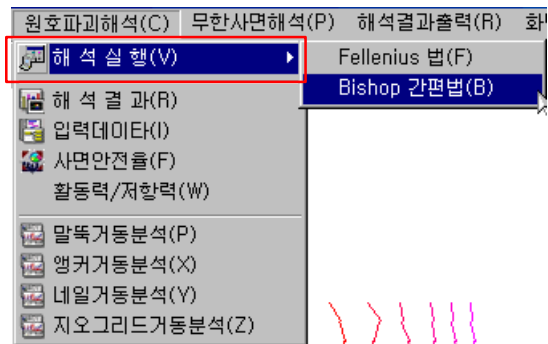 원호파괴해석(C) 무한사면해석(P) 해석결과출력(R)
해 석 실 행(V)
Fellenius 법(F)
Bishop 간편법(B)
해 석 결 과(R)
입력데이타(I)
사면안전율(F)
활동력/저항력(W)
말뚝거동분석(P)
앵커거동분석(X)
네일거동분석(Y)
지오그리드거동분석(Z)